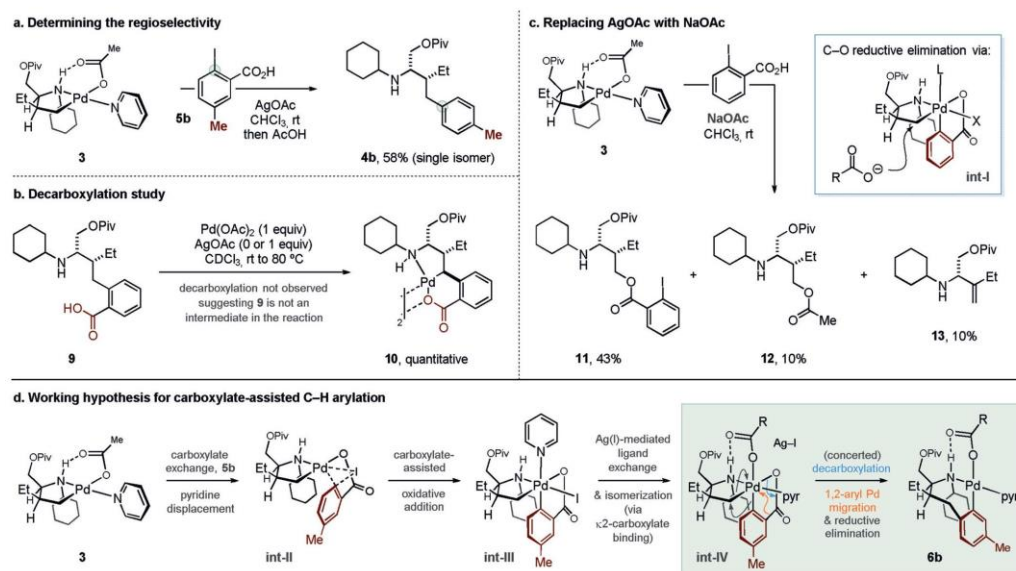 a. Determining the regioselectivity
OPiv
H
N
O
Me
O
Pd
N
Et
H
3
I
CO2H
5b
Me
AgOAc
CHCl3, rt
then AcOH
OPiv
Et
N
H
Me
4b, 58% (single isomer)
b. Decarboxylation study
OPiv
Et
N
H
HO
O
9
Pd(OAc)2 (1 equiv)
AgOAc (0 or 1 equiv)
CDCl3, rt to 80 ºC
decarboxylation not observed
suggesting 9 is not an
intermediate in the reaction
OPiv
Et
N
H
Pd
O
O
2
10, quantitative
c. Replacing AgOAc with NaOAc
OPiv
H
N
O
Me
O
Pd
N
Et
H
3
I
CO2H
NaOAc
CHCl3, rt
C–O reductive elimination via:
H
L
Et
N
O
Pd
X
H
O
R
O
O
int-I
OPiv
Et
N
H
O
O
I
11, 43%
+
OPiv
Et
N
H
O
O
Me
12, 10%
+
OPiv
N
H
Et
13, 10%
d. Working hypothesis for carboxylate-assisted C–H arylation
OPiv
H
N
O
Me
O
Pd
N
Et
H
3
carboxylate
exchange, 5b
pyridine
displacement
OPiv
H
N
Pd
O
I
O
Et
H
Me
int-II
carboxylate-
assisted
oxidative
addition
N
OPiv
H
N
Pd
O
I
O
Et
H
Me
int-III
Ag(I)-mediated
ligand
exchange
& isomerization
(via
κ2-carboxylate
binding)
R
O
O
Ag–I
OPiv
H
N
Pd
O
pyr
O
Et
H
Me
int-IV
(concerted)
decarboxylation
1,2-aryl Pd
migration
& reductive
elimination
R
O
O
OPiv
H
N
Pd
pyr
Et
H
Me
6b